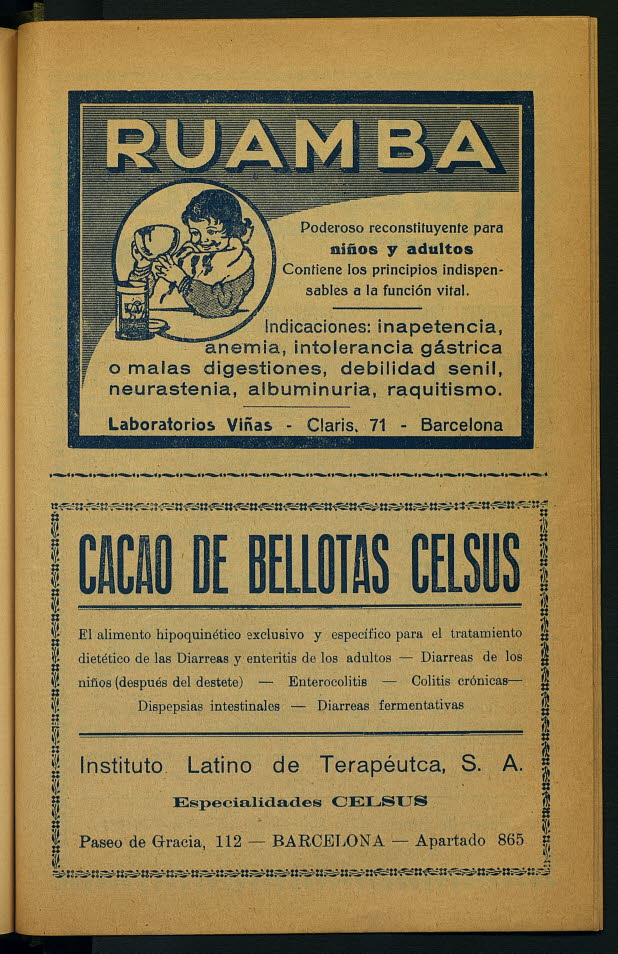 RUAMBA
Poderoso reconstituyente para
niños y adultos
Contiene los principios indispen-
sables a la función vital.
Indicaciones: inapetencia,
anemia, intolerancia gástrica
o malas digestiones, debilidad senil,
neurastenia, albuminuria, raquitismo.
Laboratorios Viñas - Claris, 71 - Barcelona
CACAO DE BELLOTAS CELSUS
El alimento hipoquinético exclusivo y específico para el tratamiento
dietético de las Diarreas y enteritis de los adultos — Diarreas de los
niños (después del destete) — Enterocolitis — Colitis crónicas—
Dispepsias intestinales — Diarreas fermentativas
Instituto Latino de Terapéutca, S. A.
Especialidades CELSUS
Paseo de Gracia, 112 — BARCELONA — Apartado 865